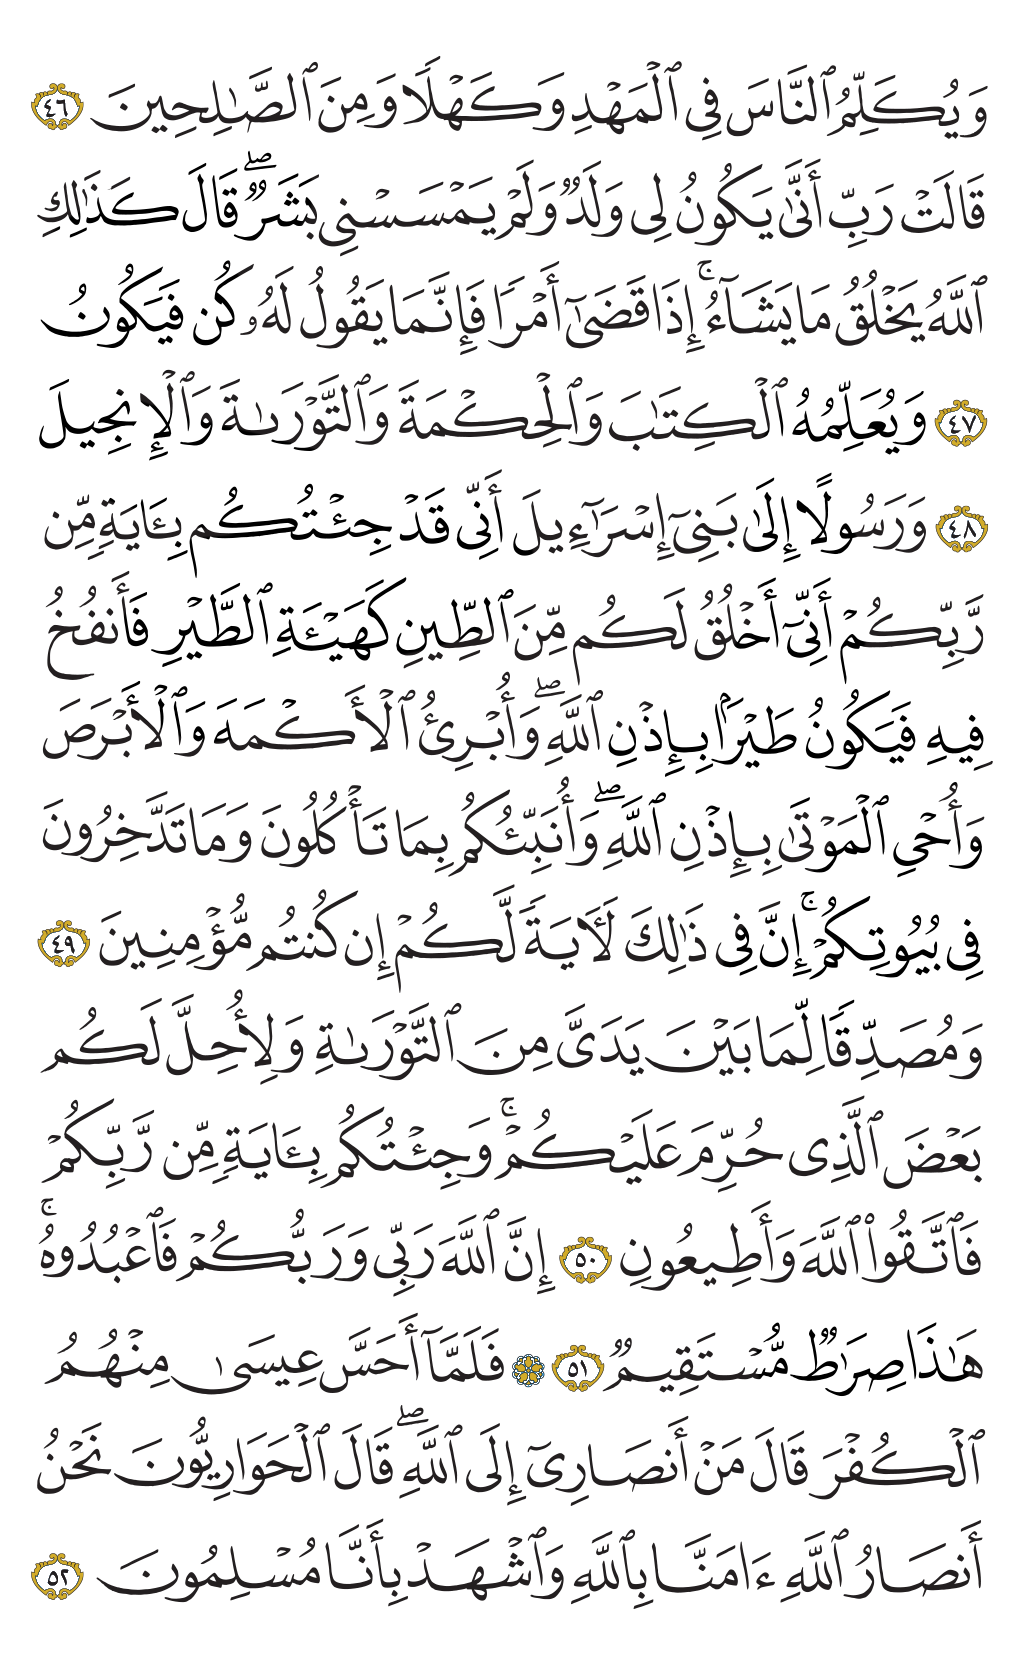 وَيُكَلِّمُ ٱلنَّاسَ فِي ٱلۡمَهۡدِ وَكَهۡلٗا وَمِنَ ٱلصَّٰلِحِينَ ٤٦
قَالَتۡ رَبِّ أَنَّىٰ يَكُونُ لِي وَلَدٞ وَلَمۡ يَمۡسَسۡنِي بَشَرٞۖ قَالَ كَذَٰلِكِ
ٱللَّهُ يَخۡلُقُ مَا يَشَآءُۚ إِذَا قَضَىٰٓ أَمۡرٗا فَإِنَّمَا يَقُولُ لَهُۥ كُن فَيَكُونُ
٤٧ وَيُعَلِّمُهُ ٱلۡكِتَٰبَ وَٱلۡحِكۡمَةَ وَٱلتَّوۡرَىٰةَ وَٱلۡإِنجِيلَ
٤٨ وَرَسُولًا إِلَىٰ بَنِيٓ إِسۡرَٰٓءِيلَ أَنِّي قَدۡ جِئۡتُكُم بِـَٔايَةٖ مِّن
رَّبِّكُمۡ أَنِّيٓ أَخۡلُقُ لَكُم مِّنَ ٱلطِّينِ كَهَيۡـَٔةِ ٱلطَّيۡرِ فَأَنفُخُ
فِيهِ فَيَكُونُ طَيۡرَۢا بِإِذۡنِ ٱللَّهِۖ وَأُبۡرِئُ ٱلۡأَكۡمَهَ وَٱلۡأَبۡرَصَ
وَأُحۡيِ ٱلۡمَوۡتَىٰ بِإِذۡنِ ٱللَّهِۖ وَأُنَبِّئُكُم بِمَا تَأۡكُلُونَ وَمَا تَدَّخِرُونَ
فِي بُيُوتِكُمۡۚ إِنَّ فِي ذَٰلِكَ لَأٓيَةٗ لَّكُمۡ إِن كُنتُم مُّؤۡمِنِينَ ٤٩
وَمُصَدِّقٗا لِّمَا بَيۡنَ يَدَيَّ مِنَ ٱلتَّوۡرَىٰةِ وَلِأُحِلَّ لَكُم
بَعۡضَ ٱلَّذِي حُرِّمَ عَلَيۡكُمۡۚ وَجِئۡتُكُم بِـَٔايَةٖ مِّن رَّبِّكُمۡ
فَٱتَّقُواْ ٱللَّهَ وَأَطِيعُونِ ٥٠ إِنَّ ٱللَّهَ رَبِّي وَرَبُّكُمۡ فَٱعۡبُدُوهُۚ
هَٰذَا صِرَٰطٞ مُّسۡتَقِيمٞ ٥١ ۞ فَلَمَّآ أَحَسَّ عِيسَىٰ مِنۡهُمُ
ٱلۡكُفۡرَ قَالَ مَنۡ أَنصَارِيٓ إِلَى ٱللَّهِۖ قَالَ ٱلۡحَوَارِيُّونَ نَحۡنُ
أَنصَارُ ٱللَّهِ ءَامَنَّا بِٱللَّهِ وَٱشۡهَدۡ بِأَنَّا مُسۡلِمُونَ ٥٢